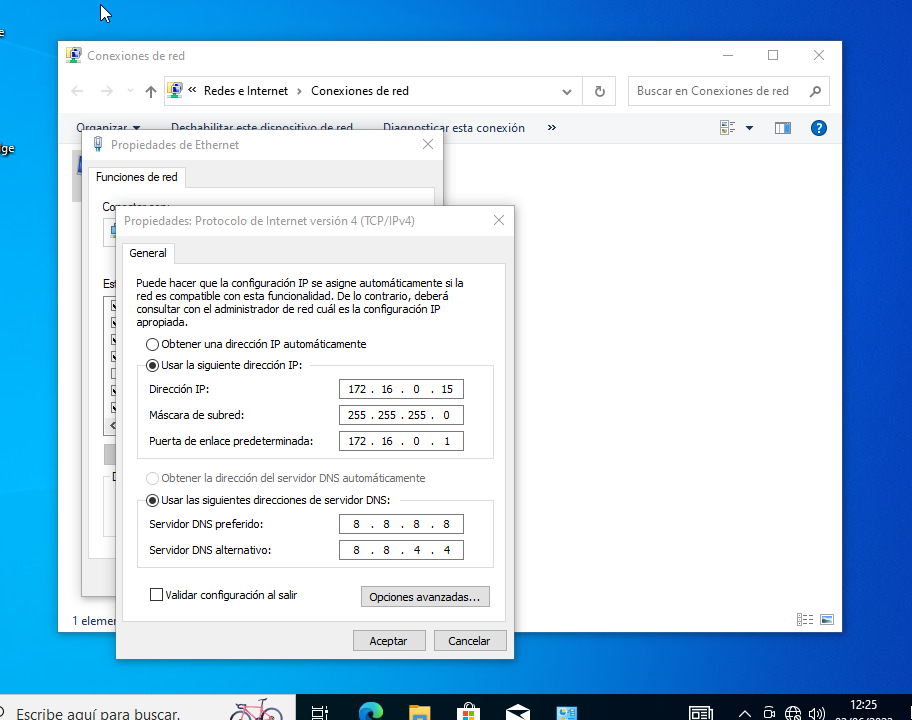 Conexiones de red
« Redes e Internet › Conexiones de red
Buscar en Conexiones de red
Organizar Deshabilitar este dispositivo de red Diagnosticar esta conexión »
ge
Propiedades de Ethernet
Funciones de red
Propiedades: Protocolo de Internet versión 4 (TCP/IPv4)
General
Puede hacer que la configuración IP se asigne automáticamente si la
red es compatible con esta funcionalidad. De lo contrario, deberá
consultar con el administrador de red cuál es la configuración IP
apropiada.
Obtener una dirección IP automáticamente
Usar la siguiente dirección IP:
Dirección IP: 172 . 16 . 0 . 15
Máscara de subred: 255 . 255 . 255 . 0
Puerta de enlace predeterminada: 172 . 16 . 0 . 1
Obtener la dirección del servidor DNS automáticamente
Usar las siguientes direcciones de servidor DNS:
Servidor DNS preferido: 8 . 8 . 8 . 8
Servidor DNS alternativo: 8 . 8 . 4 . 4
Validar configuración al salir
Opciones avanzadas...
1 elemen
Aceptar Cancelar
Escribe aquí para buscar.
12:25